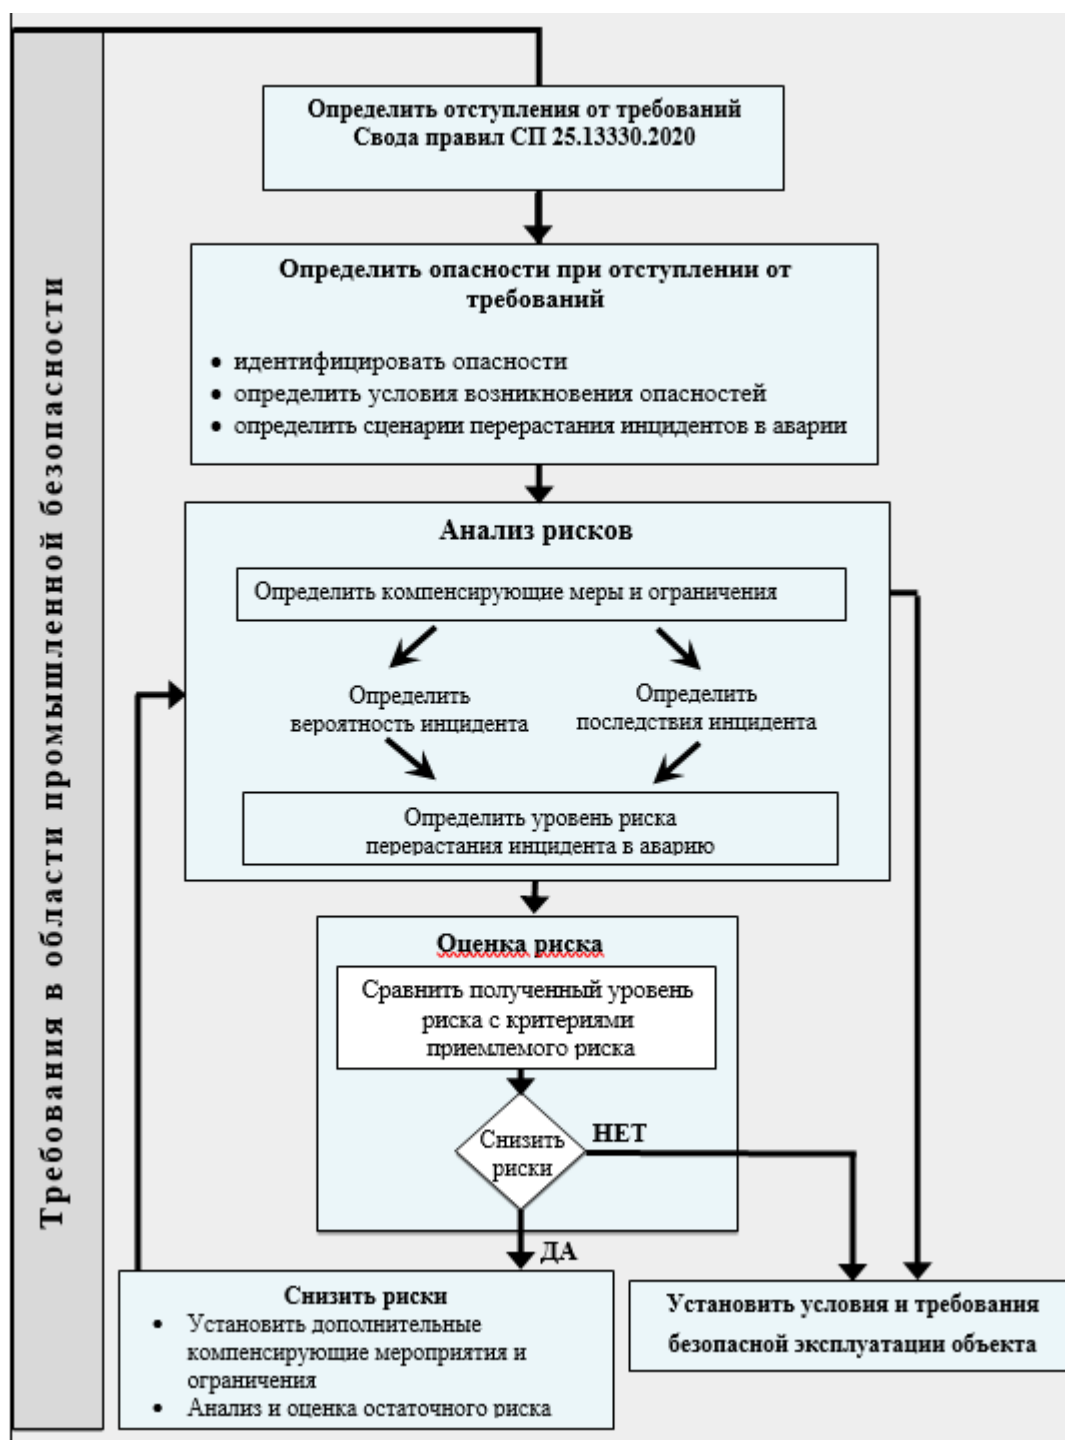 Требования в области промышленной безопасности
Определить отступления от требований
Свода правил СП 25.13330.2020
Определить опасности при отступлении от
требований
• идентифицировать опасности
• определить условия возникновения опасностей
• определить сценарии перерастания инцидентов в аварии
Анализ рисков
Определить компенсирующие меры и ограничения
Определить
вероятность инцидента
Определить
последствия инцидента
Определить уровень риска
перерастания инцидента в аварию
Оценка риска
Сравнить полученный уровень
риска с критериями
приемлемого риска
Снизить
риски
НЕТ
ДА
Снизить риски
• Установить дополнительные
компенсирующие мероприятия и
ограничения
• Анализ и оценка остаточного риска
Установить условия и требования
безопасной эксплуатации объекта